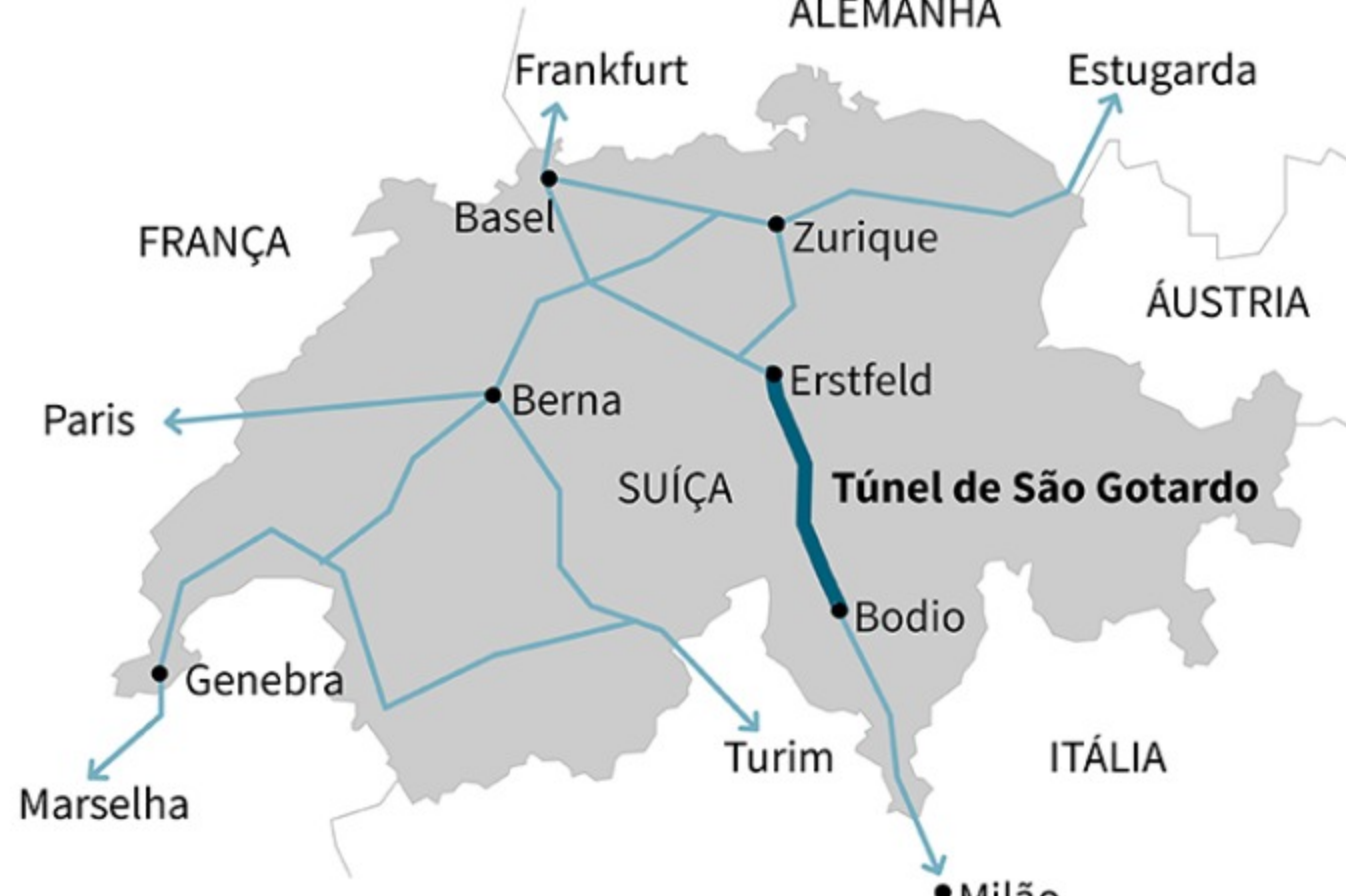 ALEMANHA
Frankfurt
Estugarda
Basel
Zurique
FRANÇA
ÁUSTRIA
Erstfeld
Berna
Paris
SUÍÇA
Túnel de São Gotardo
Bodio
Genebra
Turim
ITÁLIA
Marselha
Milão